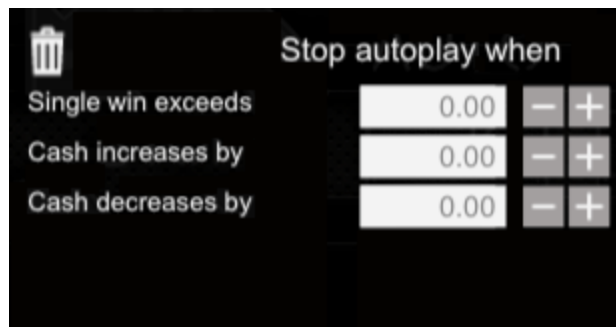 Stop autoplay when
Single win exceeds 0.00 − +
Cash increases by 0.00 − +
Cash decreases by 0.00 − +